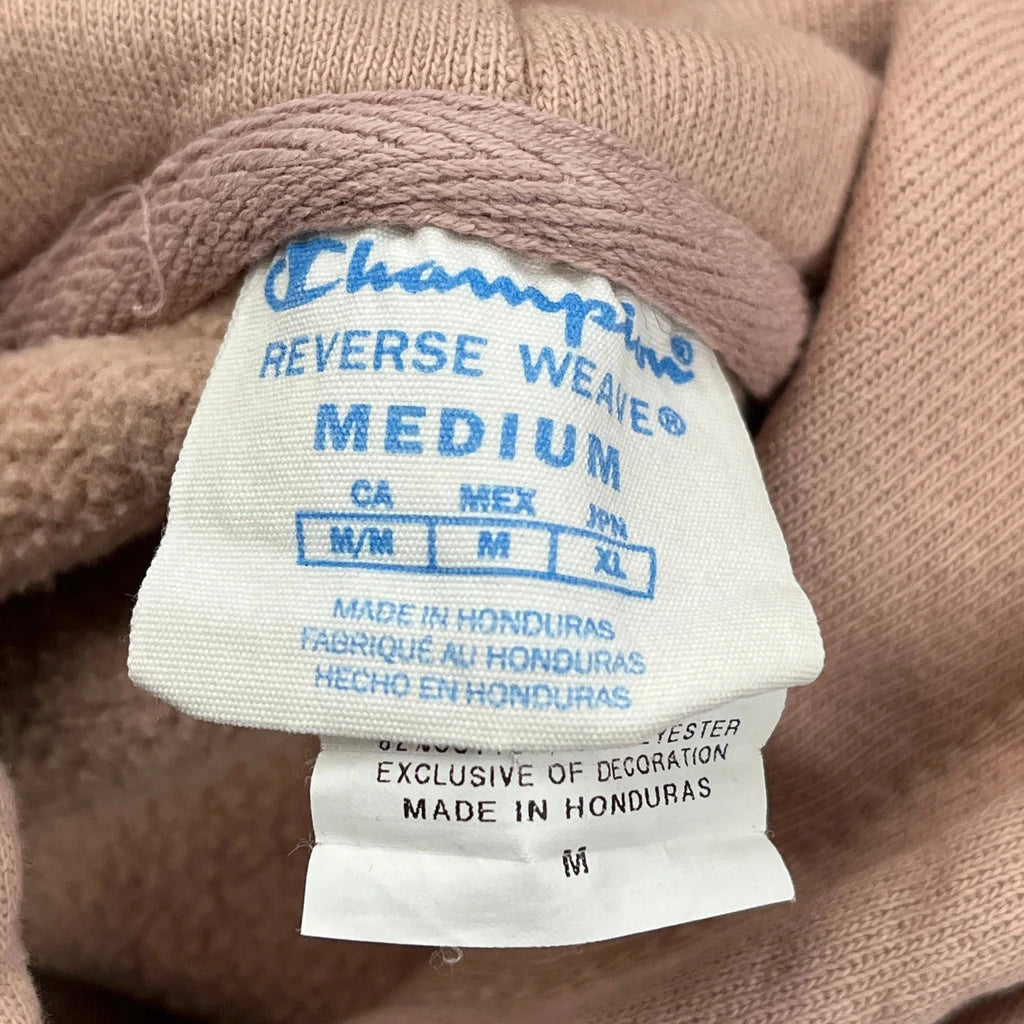 Champion®
REVERSE WEAVE®
MEDIUM
CA MEX JPN
M/M M XL
MADE IN HONDURAS
FABRIQUÉ AU HONDURAS
HECHO EN HONDURAS
EXCLUSIVE OF DECORATION
MADE IN HONDURAS
M